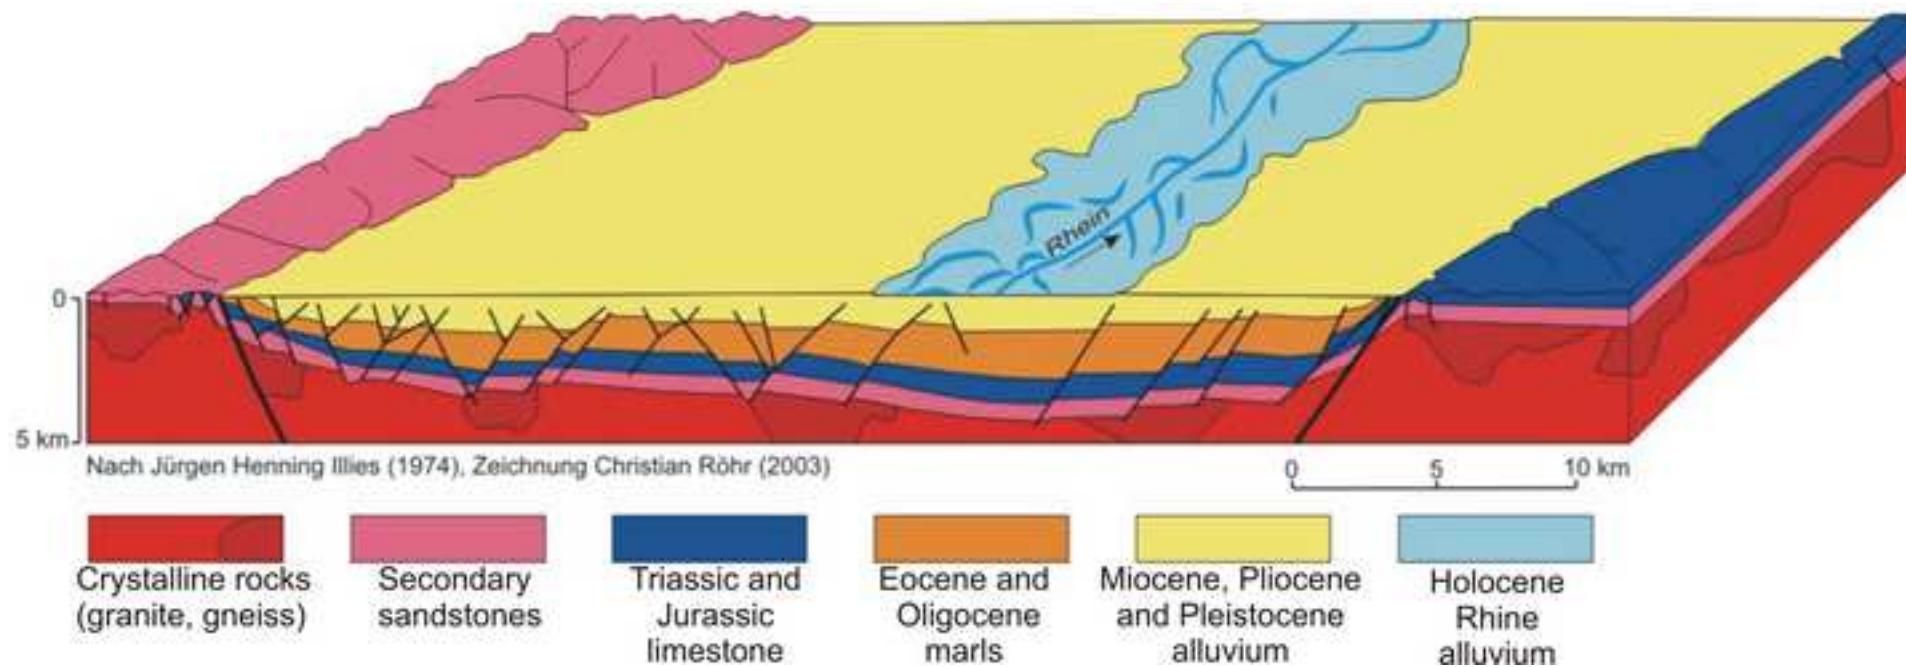 Rhein
0
5 km
Nach Jürgen Henning Illies (1974), Zeichnung Christian Röhr (2003)
0 5 10 km
Crystalline rocks
(granite, gneiss)
Secondary
sandstones
Triassic and
Jurassic
limestone
Eocene and
Oligocene
marls
Miocene, Pliocene
and Pleistocene
alluvium
Holocene
Rhine
alluvium